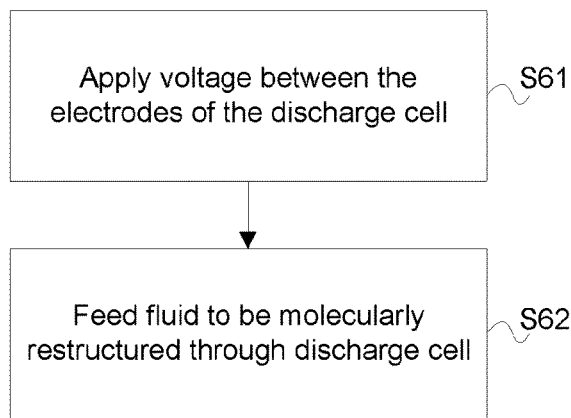 Apply voltage between the
electrodes of the discharge cell
S61
Feed fluid to be molecularly
restructured through discharge cell
S62